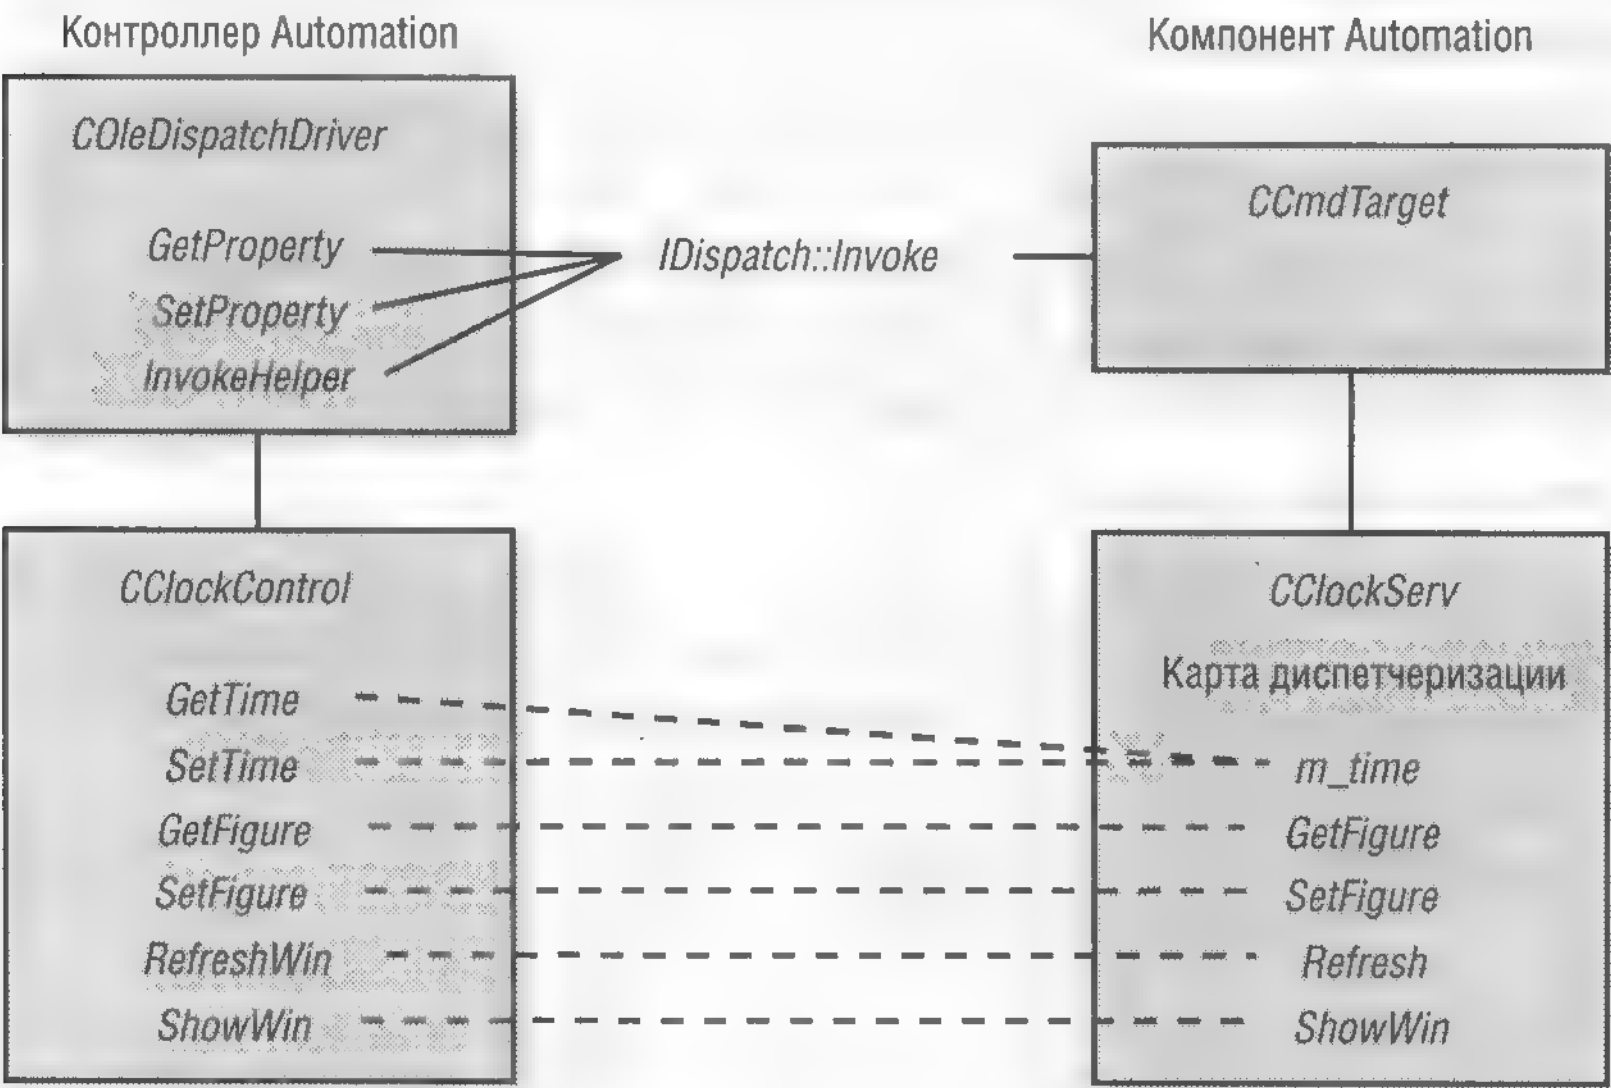 Контроллер Automation
Компонент Automation
COleDispatchDriver
GetProperty
SetProperty
InvokeHelper
IDispatch::Invoke
CCmdTarget
CClockControl
GetTime
SetTime
GetFigure
SetFigure
RefreshWin
ShowWin
CClockServ
Карта диспетчеризации
m_time
GetFigure
SetFigure
Refresh
ShowWin